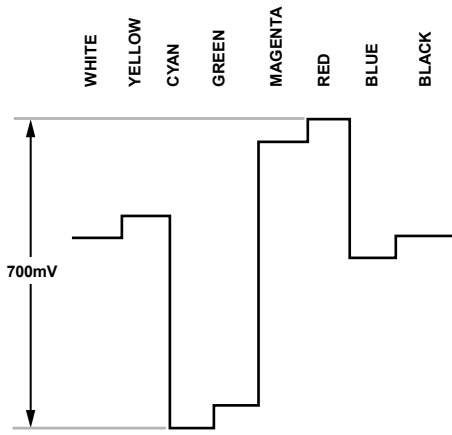 WHITE
YELLOW
CYAN
GREEN
MAGENTA
RED
BLUE
BLACK
700mV